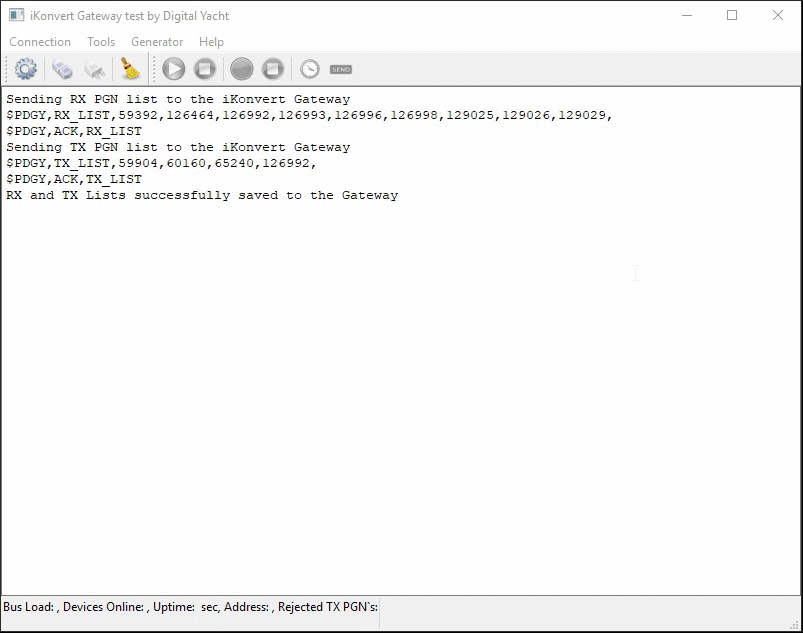 iKonvert Gateway test by Digital Yacht
Connection Tools Generator Help
SEND
Sending RX PGN list to the iKonvert Gateway
$PDGY,RX_LIST,59392,126464,126992,126993,126996,126998,129025,129026,129029,
$PDGY,ACK,RX_LIST
Sending TX PGN list to the iKonvert Gateway
$PDGY,TX_LIST,59904,60160,65240,126992,
$PDGY,ACK,TX_LIST
RX and TX Lists successfully saved to the Gateway
Bus Load: , Devices Online: , Uptime:  sec, Address: , Rejected TX PGN`s: